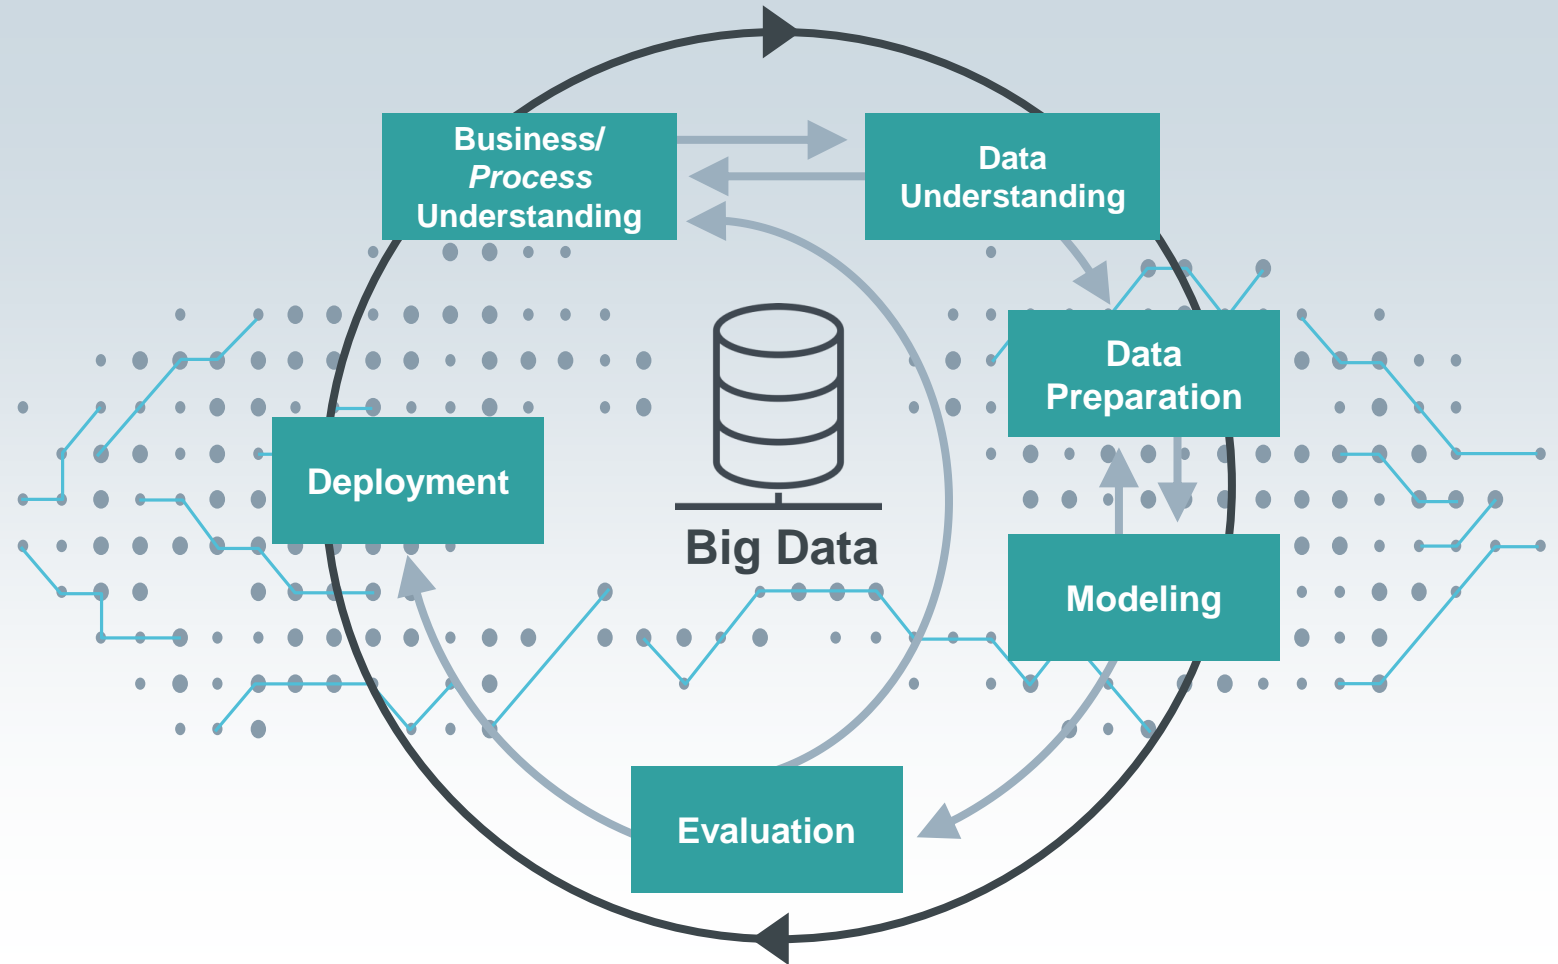 Business/
Process
Understanding
Data
Understanding
Data
Preparation
Deployment
Big Data
Modeling
Evaluation